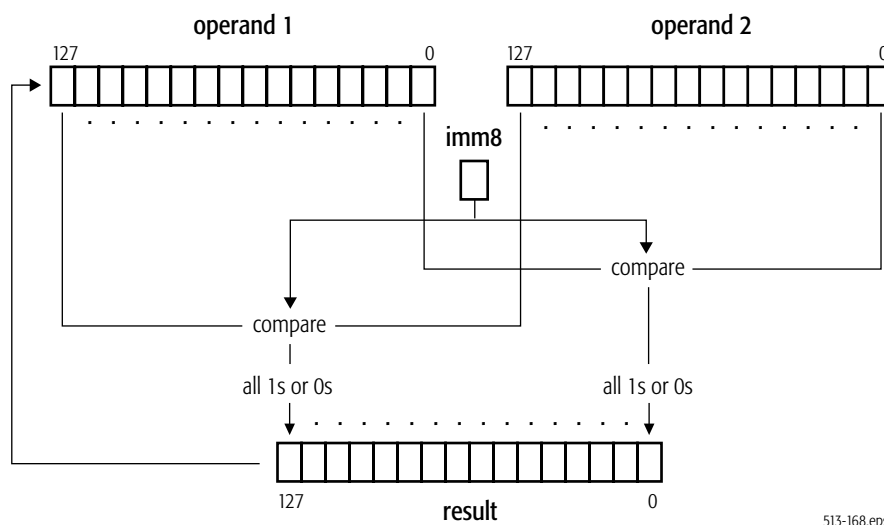 operand 1 operand 2
127 0 127 0
. . . . . . . . . . . . . . . . . . . . . . . . . . . .
imm8
compare
compare
all 1s or 0s all 1s or 0s
. . . . . . . . . . . . . .
127 0
result
513-168.eps